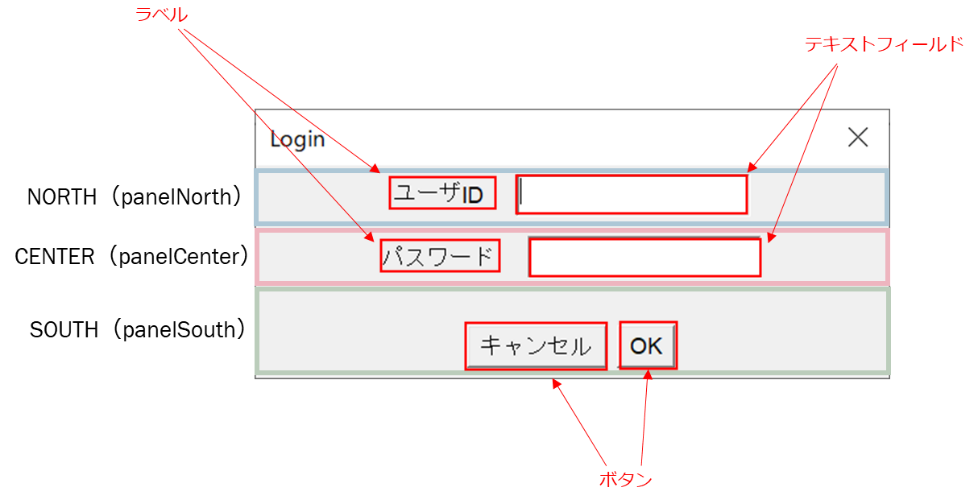 ラベル
テキストフィールド
Login
NORTH（panelNorth）
ユーザID
CENTER（panelCenter）
パスワード
SOUTH（panelSouth）
キャンセル
OK
ボタン